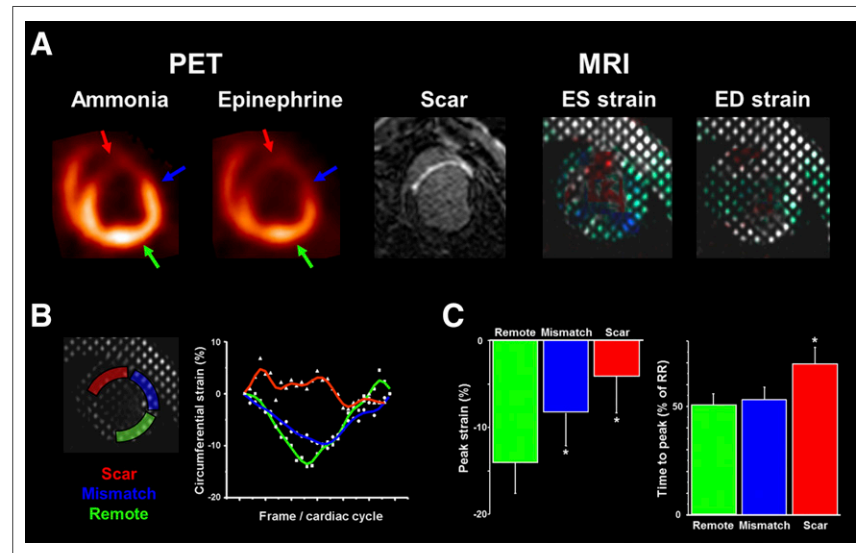 A
PET
MRI
Ammonia
Epinephrine
Scar
ES strain
ED strain
B
Scar
Mismatch
Remote
10
0
-10
-20
Circumferential strain (%)
Frame / cardiac cycle
C
Remote
Mismatch
Scar
0
-10
-20
Peak strain (%)
*
*
50
0
Time to peak (% of RR)
*
Remote
Mismatch
Scar